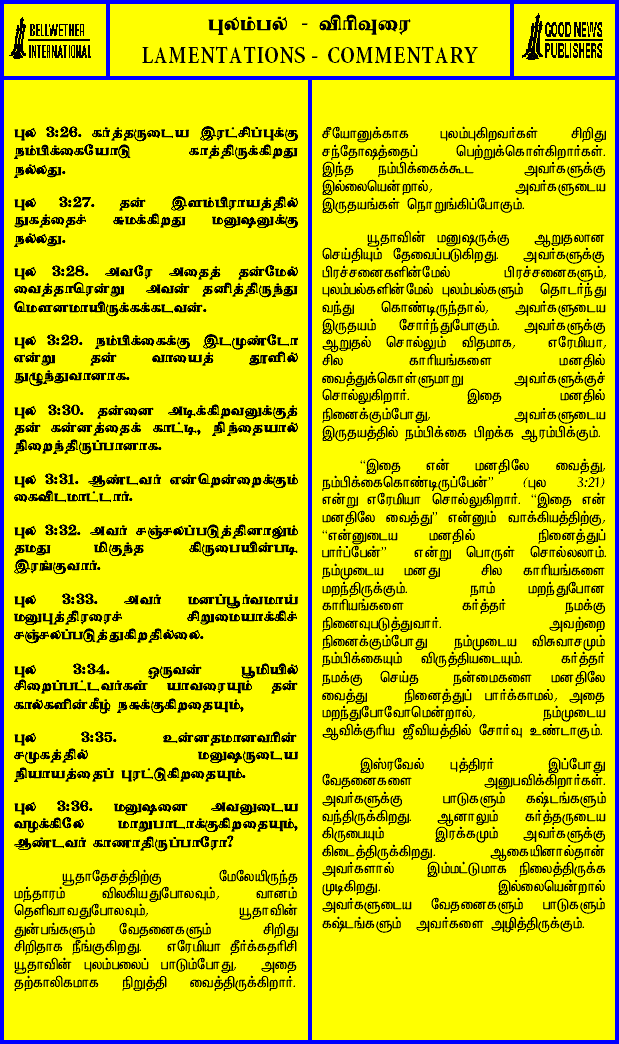 BELLWETHER
INTERNATIONAL
புலம்பல் - விரிவுரை
LAMENTATIONS - COMMENTARY
GOOD NEWS
PUBLISHERS
புல 3:26. கர்த்தருடைய இரட்சிப்புக்கு
நம்பிக்கையோடு காத்திருக்கிறது
நல்லது.
புல 3:27. தன் இளம்பிராயத்தில்
நுகத்தைச் சுமக்கிறது மனுஷனுக்கு
நல்லது.
புல 3:28. அவரே அதைத் தன்மேல்
வைத்தாரென்று அவன் தனித்திருந்து
மௌனமாயிருக்கக்கடவன்.
புல 3:29. நம்பிக்கைக்கு இடமுண்டோ
என்று தன் வாயைத் தூளில்
நுழுந்துவானாக.
புல 3:30. தன்னை அடிக்கிறவனுக்குத்
தன் கன்னத்தைக் காட்டி, நிந்தையால்
நிறைந்திருப்பானாக.
புல 3:31. ஆண்டவர் என்றென்றைக்கும்
கைவிடமாட்டார்.
புல 3:32. அவர் சஞ்சலப்படுத்தினாலும்
தமது மிகுந்த கிருபையின்படி
இரங்குவார்.
புல 3:33. அவர் மனப்பூர்வமாய்
மனுபுத்திரரைச் சிறுமையாக்கிச்
சஞ்சலப்படுத்துகிறதில்லை.
புல 3:34. ஒருவன் பூமியில்
சிறைப்பட்டவர்கள் யாவரையும் தன்
கால்களின்கீழ் நசுக்குகிறதையும்,
புல 3:35. உன்னதமானவரின்
சமுகத்தில் மனுஷருடைய
நியாயத்தைப் புரட்டுகிறதையும்.
புல 3:36. மனுஷனை அவனுடைய
வழக்கிலே மாறுபாடாக்குகிறதையும்,
ஆண்டவர் காணாதிருப்பாரோ?
யூதாதேசத்திற்கு மேலேயிருந்த
மந்தாரம் விலகியதுபோலவும், வானம்
தெளிவாவதுபோலவும், யூதாவின்
துன்பங்களும் வேதனைகளும் சிறிது
சிறிதாக நீங்குகிறது. எரேமியா தீர்க்கதரிசி
யூதாவின் புலம்பலைப் பாடும்போது, அதை
தற்காலிகமாக நிறுத்தி வைத்திருக்கிறார்.
சீயோனுக்காக புலம்புகிறவர்கள் சிறிது
சந்தோஷத்தைப் பெற்றுக்கொள்கிறார்கள்.
இந்த நம்பிக்கைக்கூட அவர்களுக்கு
இல்லையென்றால், அவர்களுடைய
இருதயங்கள் நொறுங்கிப்போகும்.
யூதாவின் மனுஷருக்கு ஆறுதலான
செய்தியும் தேவைப்படுகிறது. அவர்களுக்கு
பிரச்சனைகளின்மேல் பிரச்சனைகளும்,
புலம்பல்களின்மேல் புலம்பல்களும் தொடர்ந்து
வந்து கொண்டிருந்தால், அவர்களுடைய
இருதயம் சோர்ந்துபோகும். அவர்களுக்கு
ஆறுதல் சொல்லும் விதமாக, எரேமியா,
சில காரியங்களை மனதில்
வைத்துக்கொள்ளுமாறு அவர்களுக்குச்
சொல்லுகிறார். இதை மனதில்
நினைக்கும்போது, அவர்களுடைய
இருதயத்தில் நம்பிக்கை பிறக்க ஆரம்பிக்கும்.
“இதை என் மனதிலே வைத்து,
நம்பிக்கைகொண்டிருப்பேன்” (புல 3:21)
என்று எரேமியா சொல்லுகிறார். “இதை என்
மனதிலே வைத்து” என்னும் வாக்கியத்திற்கு,
“என்னுடைய மனதில் நினைத்துப்
பார்ப்பேன்” என்று பொருள் சொல்லலாம்.
நம்முடைய மனது சில காரியங்களை
மறந்திருக்கும். நாம் மறந்துபோன
காரியங்களை கர்த்தர் நமக்கு
நினைவுபடுத்துவார். அவற்றை
நினைக்கும்போது நம்முடைய விசுவாசமும்
நம்பிக்கையும் விருத்தியடையும். கர்த்தர்
நமக்கு செய்த நன்மைகளை மனதிலே
வைத்து நினைத்துப் பார்க்காமல், அதை
மறந்துபோவோமென்றால், நம்முடைய
ஆவிக்குரிய ஜீவியத்தில் சோர்வு உண்டாகும்.
இஸ்ரவேல் புத்திரர் இப்போது
வேதனைகளை அனுபவிக்கிறார்கள்.
அவர்களுக்கு பாடுகளும் கஷ்டங்களும்
வந்திருக்கிறது. ஆனாலும் கர்த்தருடைய
கிருபையும் இரக்கமும் அவர்களுக்கு
கிடைத்திருக்கிறது. ஆகையினால்தான்
அவர்களால் இம்மட்டுமாக நிலைத்திருக்க
முடிகிறது. இல்லையென்றால்
அவர்களுடைய வேதனைகளும் பாடுகளும்
கஷ்டங்களும் அவர்களை அழித்திருக்கும்.